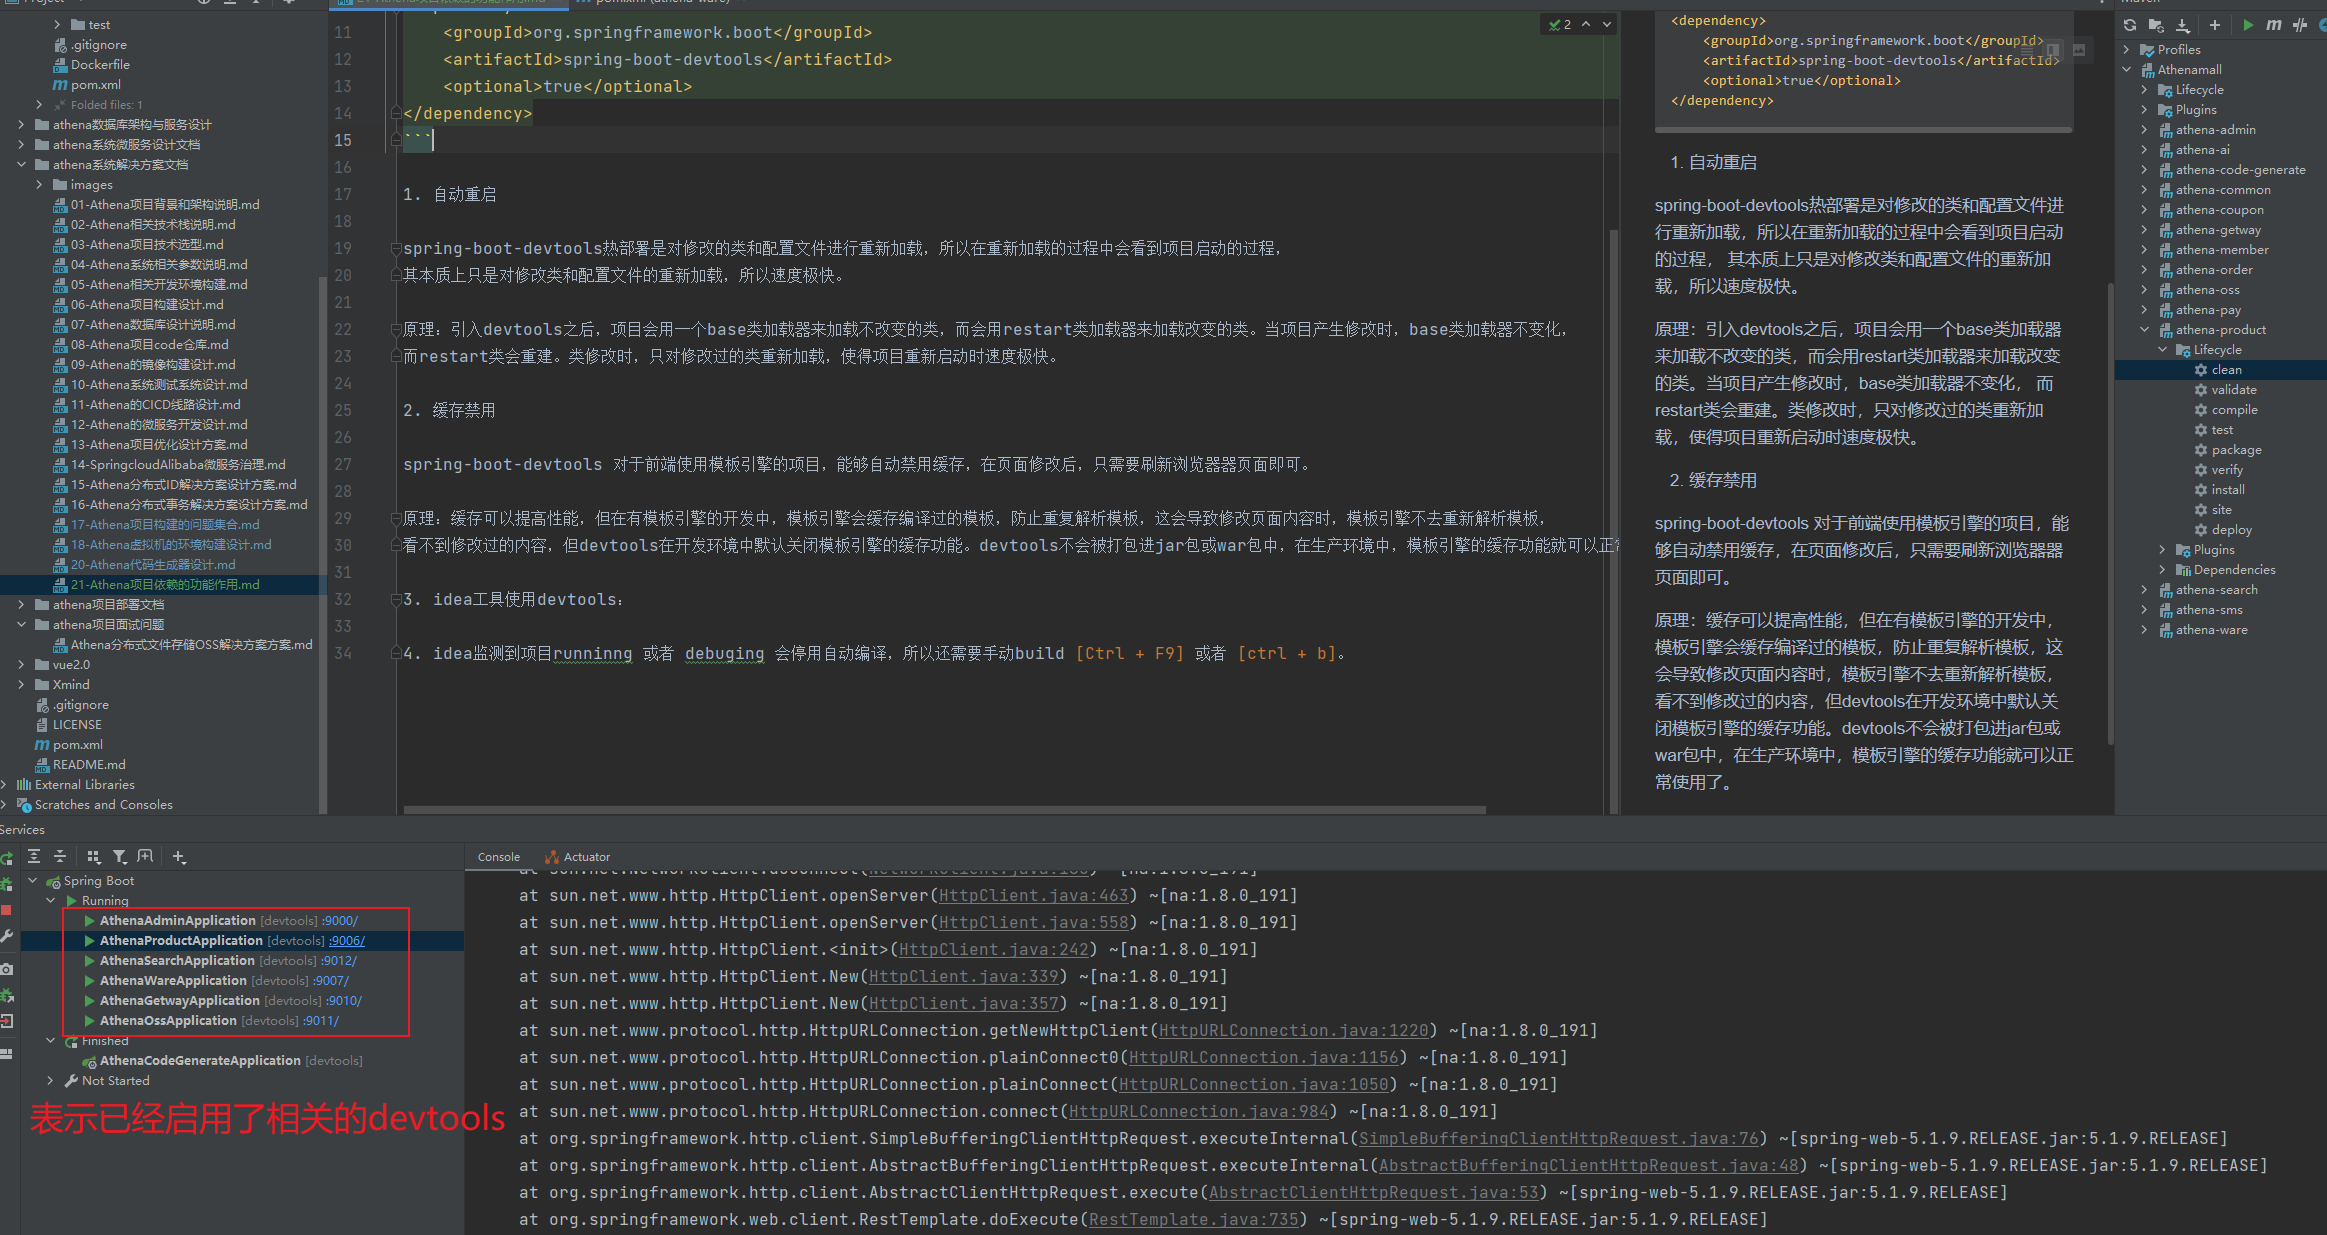 test
.gitignore
Dockerfile
pom.xml
Folded files: 1
athena数据库架构与服务设计
athena系统微服务设计文档
athena系统解决方案文档
images
01-Athena项目背景和架构说明.md
02-Athena相关技术栈说明.md
03-Athena项目技术选型.md
04-Athena系统相关参数说明.md
05-Athena相关开发环境构建.md
06-Athena项目构建设计.md
07-Athena数据库设计说明.md
08-Athena项目code仓库.md
09-Athena的镜像构建设计.md
10-Athena系统测试系统设计.md
11-Athena的CICD线路设计.md
12-Athena的微服务开发设计.md
13-Athena项目优化设计方案.md
14-SpringcloudAlibaba微服务治理.md
15-Athena分布式ID解决方案设计方案.md
16-Athena分布式事务解决方案设计方案.md
17-Athena项目构建的问题集合.md
18-Athena虚拟机的环境构建设计.md
20-Athena代码生成器设计.md
21-Athena项目依赖的功能作用.md
athena项目部署文档
athena项目面试问题
Athena分布式文件存储OSS解决方案方案.md
vue2.0
Xmind
.gitignore
LICENSE
pom.xml
README.md
External Libraries
Scratches and Consoles
2
11 <groupId>org.springframework.boot</groupId>
12 <artifactId>spring-boot-devtools</artifactId>
13 <optional>true</optional>
14 </dependency>
15 ```
16
17 1. 自动重启
18
19 spring-boot-devtools热部署是对修改的类和配置文件进行重新加载，所以在重新加载的过程中会看到项目启动的过程，
20 其本质上只是对修改类和配置文件的重新加载，所以速度极快。
21
22 原理：引入devtools之后，项目会用一个base类加载器来加载不改变的类，而会用restart类加载器来加载改变的类。当项目产生修改时，base类加载器不变化，
23 而restart类会重建。类修改时，只对修改过的类重新加载，使得项目重新启动时速度极快。
24
25 2. 缓存禁用
26
27 spring-boot-devtools 对于前端使用模板引擎的项目，能够自动禁用缓存，在页面修改后，只需要刷新浏览器器页面即可。
28
29 原理：缓存可以提高性能，但在有模板引擎的开发中，模板引擎会缓存编译过的模板，防止重复解析模板，这会导致修改页面内容时，模板引擎不去重新解析模板，
30 看不到修改过的内容，但devtools在开发环境中默认关闭模板引擎的缓存功能。devtools不会被打包进jar包或war包中，在生产环境中，模板引擎的缓存功能就可以正
31
32 3. idea工具使用devtools：
33
34 4. idea监测到项目runninng 或者 debuging 会停用自动编译，所以还需要手动build [Ctrl + F9] 或者 [ctrl + b]。
<dependency>
<groupId>org.springframework.boot</groupId>
<artifactId>spring-boot-devtools</artifactId>
<optional>true</optional>
</dependency>
1. 自动重启
spring-boot-devtools热部署是对修改的类和配置文件进
行重新加载，所以在重新加载的过程中会看到项目启动
的过程， 其本质上只是对修改类和配置文件的重新加
载，所以速度极快。
原理：引入devtools之后，项目会用一个base类加载器
来加载不改变的类，而会用restart类加载器来加载改变
的类。当项目产生修改时，base类加载器不变化， 而
restart类会重建。类修改时，只对修改过的类重新加
载，使得项目重新启动时速度极快。
2. 缓存禁用
spring-boot-devtools 对于前端使用模板引擎的项目，能
够自动禁用缓存，在页面修改后，只需要刷新浏览器器
页面即可。
原理：缓存可以提高性能，但在有模板引擎的开发中，
模板引擎会缓存编译过的模板，防止重复解析模板，这
会导致修改页面内容时，模板引擎不去重新解析模板，
看不到修改过的内容，但devtools在开发环境中默认关
闭模板引擎的缓存功能。devtools不会被打包进jar包或
war包中，在生产环境中，模板引擎的缓存功能就可以正
常使用了。
Profiles
Athenamall
Lifecycle
Plugins
athena-admin
athena-ai
athena-code-generate
athena-common
athena-coupon
athena-getway
athena-member
athena-order
athena-oss
athena-pay
athena-product
Lifecycle
clean
validate
compile
test
package
verify
install
site
deploy
Plugins
Dependencies
athena-search
athena-sms
athena-ware
Services
Spring Boot
Running
AthenaAdminApplication [devtools] :9000/
AthenaProductApplication [devtools] :9006/
AthenaSearchApplication [devtools] :9012/
AthenaWareApplication [devtools] :9007/
AthenaGetwayApplication [devtools] :9010/
AthenaOssApplication [devtools] :9011/
Finished
AthenaCodeGenerateApplication [devtools]
Not Started
表示已经启用了相关的devtools
Console Actuator
at sun.net.www.http.HttpClient.openServer(HttpClient.java:463) ~[na:1.8.0_191]
at sun.net.www.http.HttpClient.openServer(HttpClient.java:558) ~[na:1.8.0_191]
at sun.net.www.http.HttpClient.<init>(HttpClient.java:242) ~[na:1.8.0_191]
at sun.net.www.http.HttpClient.New(HttpClient.java:339) ~[na:1.8.0_191]
at sun.net.www.http.HttpClient.New(HttpClient.java:357) ~[na:1.8.0_191]
at sun.net.www.protocol.http.HttpURLConnection.getNewHttpClient(HttpURLConnection.java:1220) ~[na:1.8.0_191]
at sun.net.www.protocol.http.HttpURLConnection.plainConnect0(HttpURLConnection.java:1156) ~[na:1.8.0_191]
at sun.net.www.protocol.http.HttpURLConnection.plainConnect(HttpURLConnection.java:1050) ~[na:1.8.0_191]
at sun.net.www.protocol.http.HttpURLConnection.connect(HttpURLConnection.java:984) ~[na:1.8.0_191]
at org.springframework.http.client.SimpleBufferingClientHttpRequest.executeInternal(SimpleBufferingClientHttpRequest.java:76) ~[spring-web-5.1.9.RELEASE.jar:5.1.9.RELEASE]
at org.springframework.http.client.AbstractBufferingClientHttpRequest.executeInternal(AbstractBufferingClientHttpRequest.java:48) ~[spring-web-5.1.9.RELEASE.jar:5.1.9.RELEASE]
at org.springframework.http.client.AbstractClientHttpRequest.execute(AbstractClientHttpRequest.java:53) ~[spring-web-5.1.9.RELEASE.jar:5.1.9.RELEASE]
at org.springframework.web.client.RestTemplate.doExecute(RestTemplate.java:735) ~[spring-web-5.1.9.RELEASE.jar:5.1.9.RELEASE]